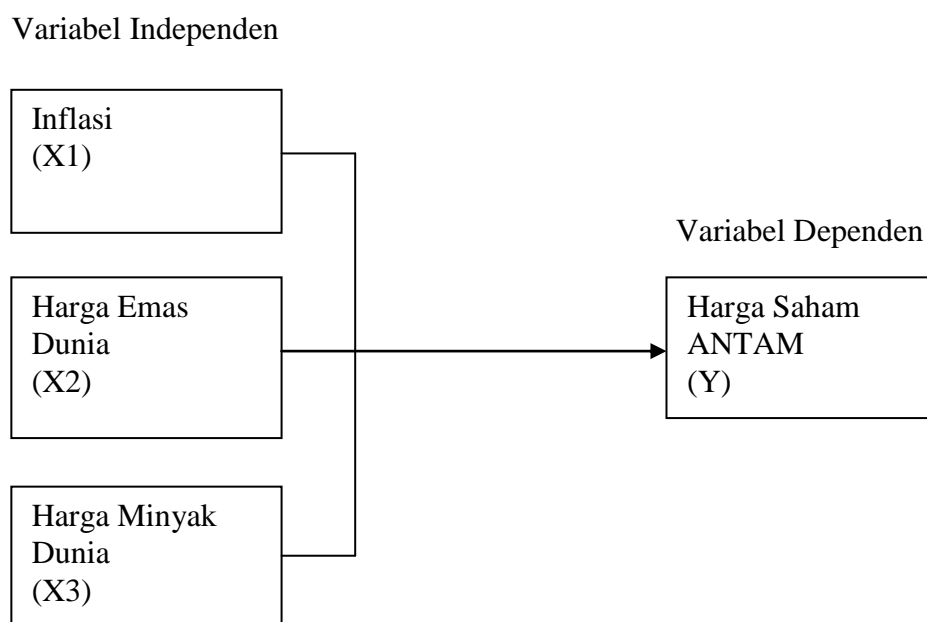 Variabel Independen
Inflasi
(X1)
Variabel Dependen
Harga Emas
Dunia
(X2)
Harga Saham
ANTAM
(Y)
Harga Minyak
Dunia
(X3)